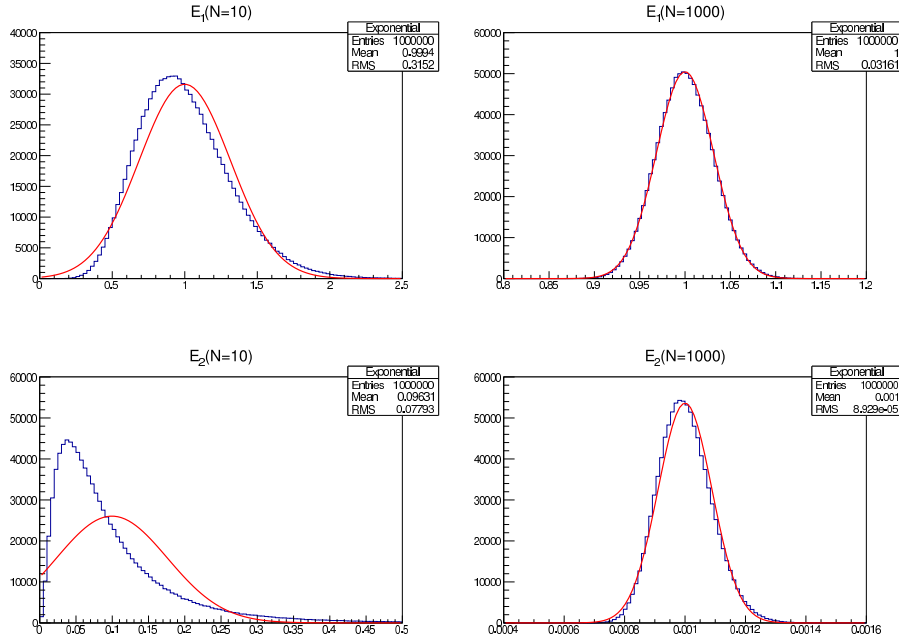 E1(N=10)
Exponential
Entries 1000000
Mean 0.9994
RMS 0.3152
40000
35000
30000
25000
20000
15000
10000
5000
0
0 0.5 1 1.5 2 2.5
E1(N=1000)
Exponential
Entries 1000000
Mean 1
RMS 0.03161
60000
50000
40000
30000
20000
10000
0
0.8 0.85 0.9 0.95 1 1.05 1.1 1.15 1.2
E2(N=10)
Exponential
Entries 1000000
Mean 0.09631
RMS 0.07793
60000
50000
40000
30000
20000
10000
0
0 0.05 0.1 0.15 0.2 0.25 0.3 0.35 0.4 0.45 0.5
E2(N=1000)
Exponential
Entries 1000000
Mean 0.001
RMS 8.929e-05
60000
50000
40000
30000
20000
10000
0
0.0004 0.0006 0.0008 0.001 0.0012 0.0014 0.0016